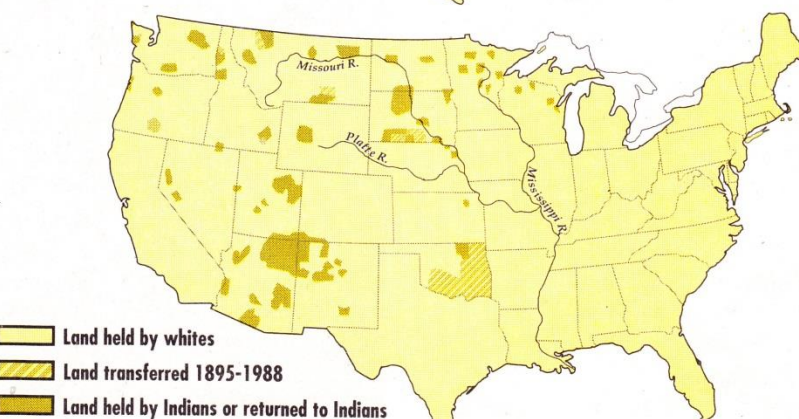 Missouri R.
Platte R.
Mississippi R.
Land held by whites
Land transferred 1895-1988
Land held by Indians or returned to Indians